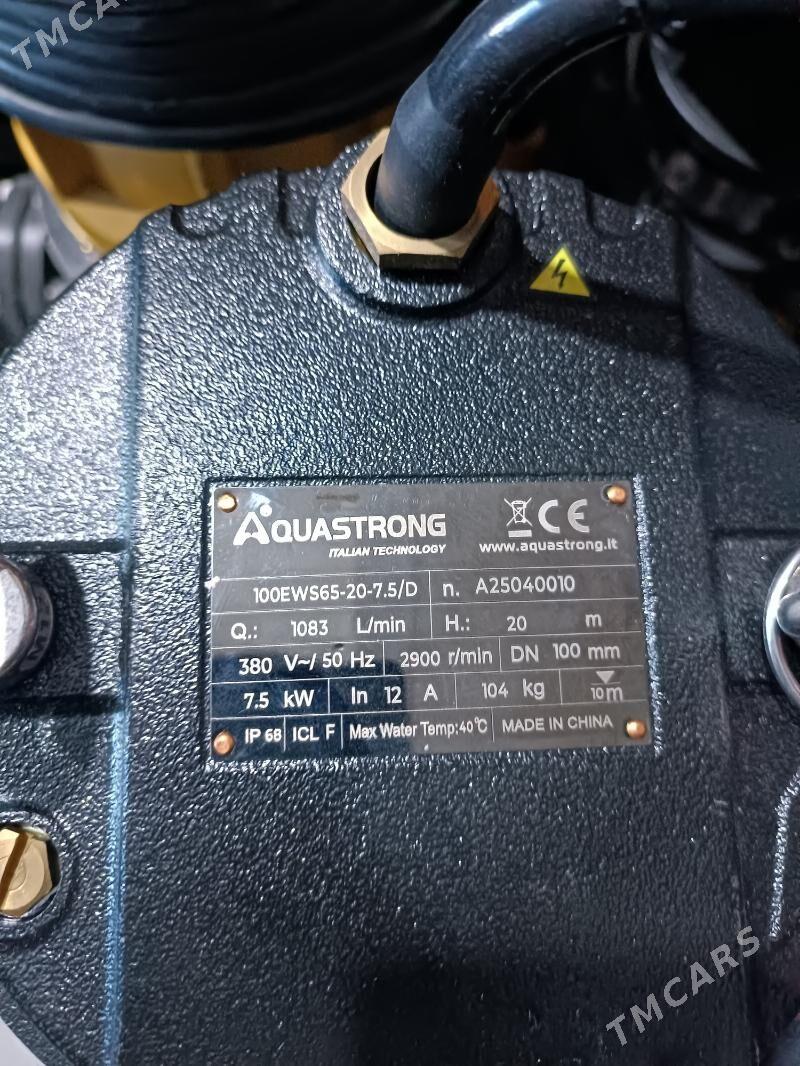 TMCARS
AQUASTRONG CE
ITALIAN TECHNOLOGY www.aquastrong.it
100EWS65-20-7.5/D n. A25040010
Q.: 1083 L/min H.: 20 m
380 V~/ 50 Hz 2900 r/min DN 100 mm
7.5 kW In 12 A 104 kg 10m
IP 68 ICL F Max Water Temp:40°C MADE IN CHINA
TMCARS